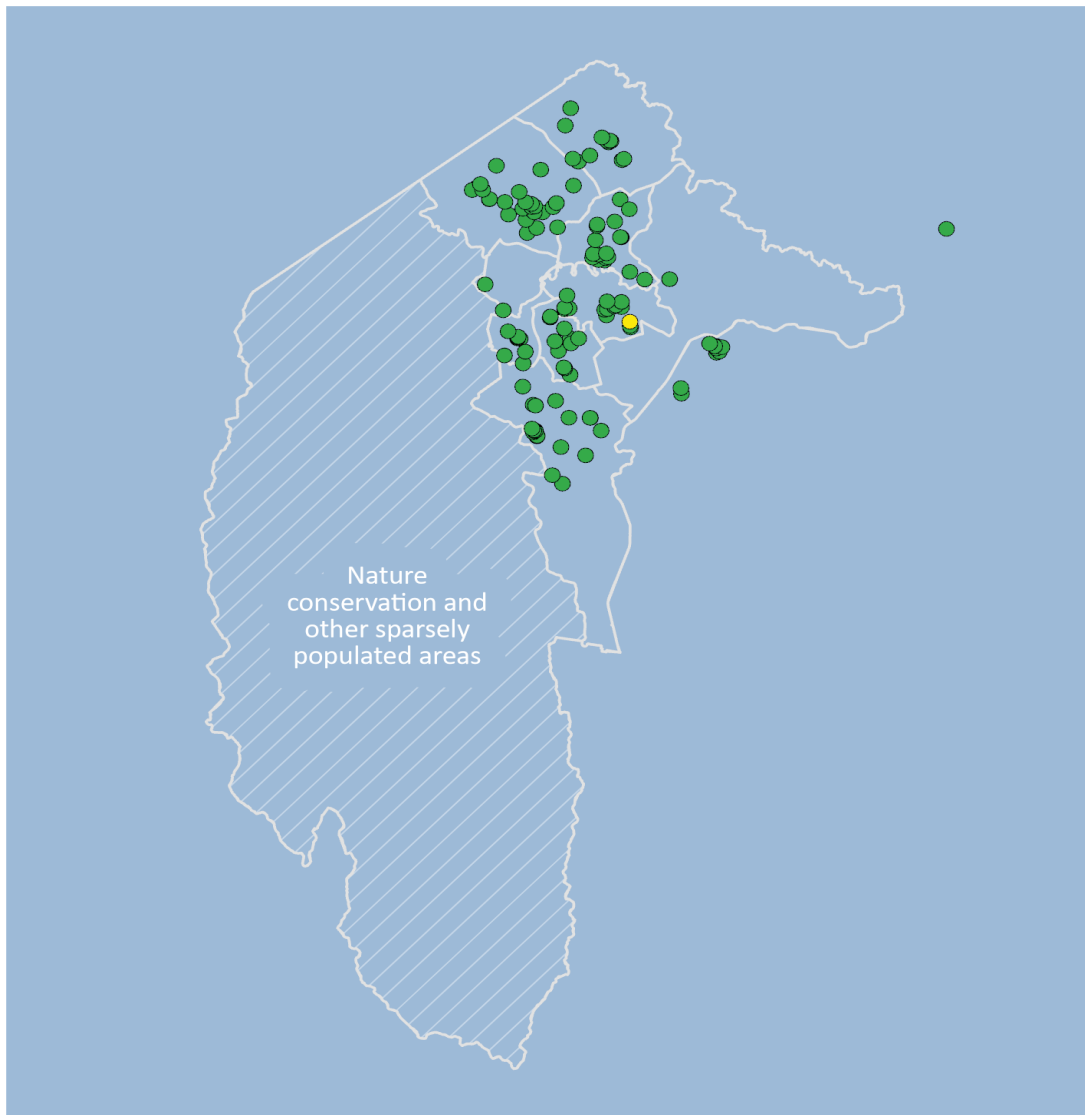 Nature
conservation and
other sparsely
populated areas